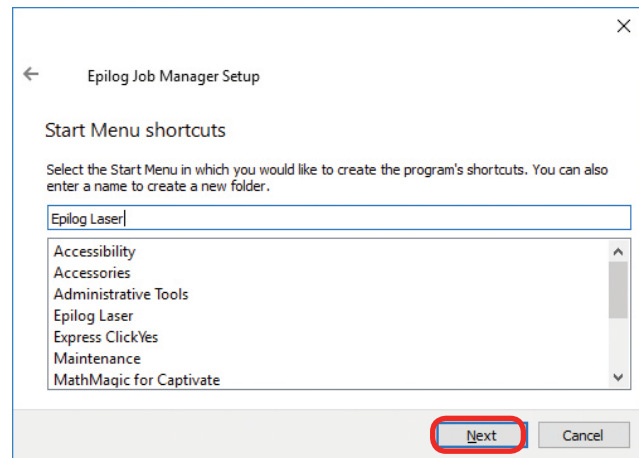 Epilog Job Manager Setup
Start Menu shortcuts
Select the Start Menu in which you would like to create the program's shortcuts. You can also
enter a name to create a new folder.
Epilog Laser
Accessibility
Accessories
Administrative Tools
Epilog Laser
Express ClickYes
Maintenance
MathMagic for Captivate
Next Cancel